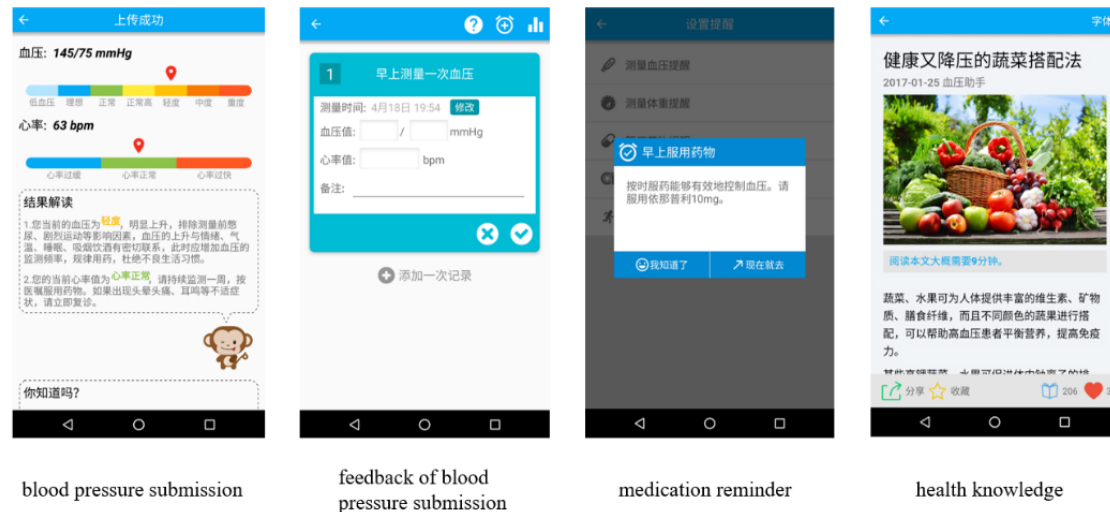 上传成功
血压: 145/75 mmHg
低血压 理想 正常 正常高 轻度 中度 重度
心率: 63 bpm
心率过缓 心率正常 心率过快
结果解读
1.您当前的血压为轻度, 明显上升，排除测量前憋
尿、剧烈运动等影响因素，血压的上升与情绪、气
温、睡眠、吸烟饮酒有密切联系，此时应增加血压的
监测频率，规律用药，杜绝不良生活习惯。
2.您的当前心率值为心率正常, 请持续监测一周，按
医嘱服用药物。如果出现头晕头痛、耳鸣等不适症
状，请立即复诊。
你知道吗?
blood pressure submission
1 早上测量一次血压
测量时间: 4月18日 19:54 修改
血压值: / mmHg
心率值: bpm
备注:
添加一次记录
feedback of blood
pressure submission
设置提醒
测量血压提醒
测量体重提醒
早上服用药物
按时服药能够有效地控制血压。请
服用依那普利10mg。
我知道了 现在就去
medication reminder
字体
健康又降压的蔬菜搭配法
2017-01-25 血压助手
阅读本文大概需要9分钟。
蔬菜、水果可为人体提供丰富的维生素、矿物
质、膳食纤维，而且不同颜色的蔬果进行搭
配，可以帮助高血压患者平衡营养，提高免疫
力。
分享 收藏 206
health knowledge